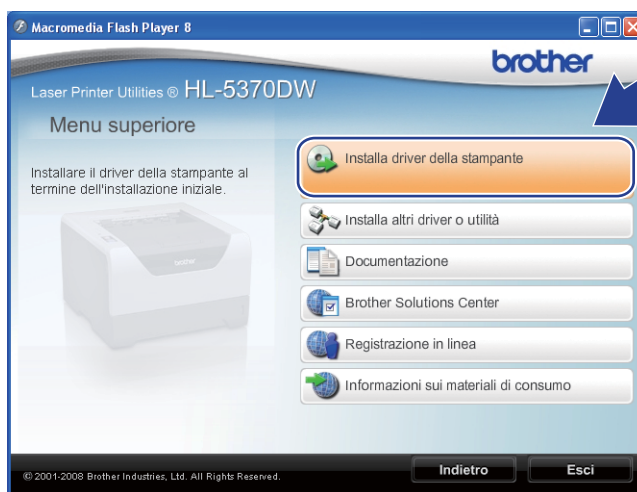 Macromedia Flash Player 8
brother
Laser Printer Utilities ® HL-5370DW
Menu superiore
Installare il driver della stampante al
termine dell'installazione iniziale.
Installa driver della stampante
Installa altri driver o utilità
Documentazione
Brother Solutions Center
Registrazione in linea
Informazioni sui materiali di consumo
© 2001-2008 Brother Industries, Ltd. All Rights Reserved.
Indietro
Esci